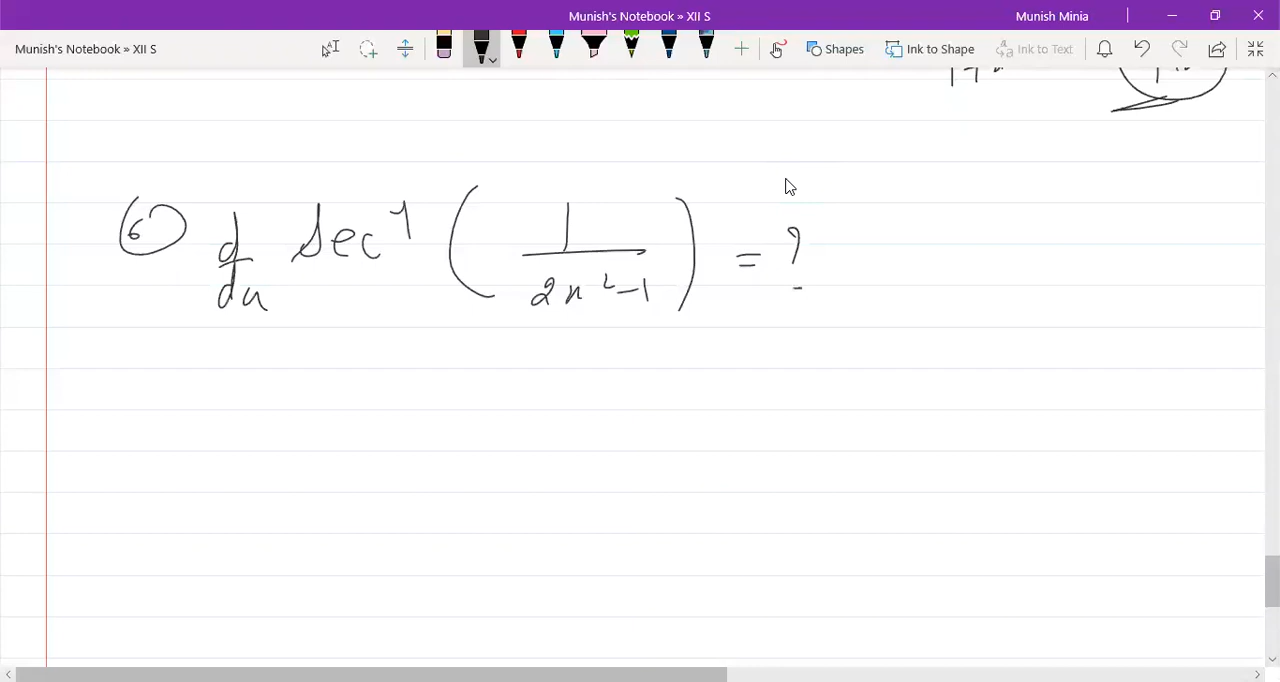 Munish's Notebook » XII S
Munish Minia
Munish's Notebook » XII S
Shapes
Ink to Shape
Ink to Text
6 d/dx Sec⁻¹ (1/(2x²-1)) = ?